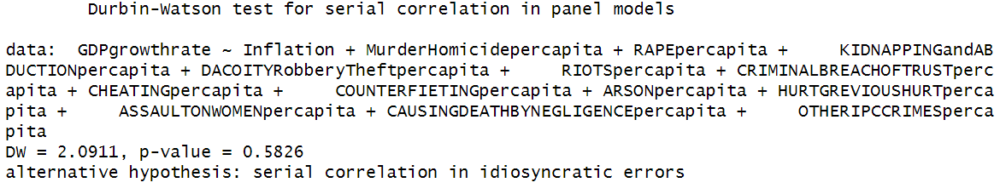 Durbin-Watson test for serial correlation in panel models
data:  GDPgrowthrate ~ Inflation + MurderHomicidepercapita + RAPEpercapita +      KIDNAPPINGandAB
DUCTIONpercapita + DACOITYRobberyTheftpercapita +      RIOTSpercapita + CRIMINALBREACHOFTRUSTperc
apita + CHEATINGpercapita +      COUNTERFIETINGpercapita + ARSONpercapita + HURTGREVIOUSHURTperca
pita +      ASSAULTONWOMENpercapita + CAUSINGDEATHBYNEGLIGENCEpercapita +      OTHERIPCCRIMESperca
pita
DW = 2.0911, p-value = 0.5826
alternative hypothesis: serial correlation in idiosyncratic errors